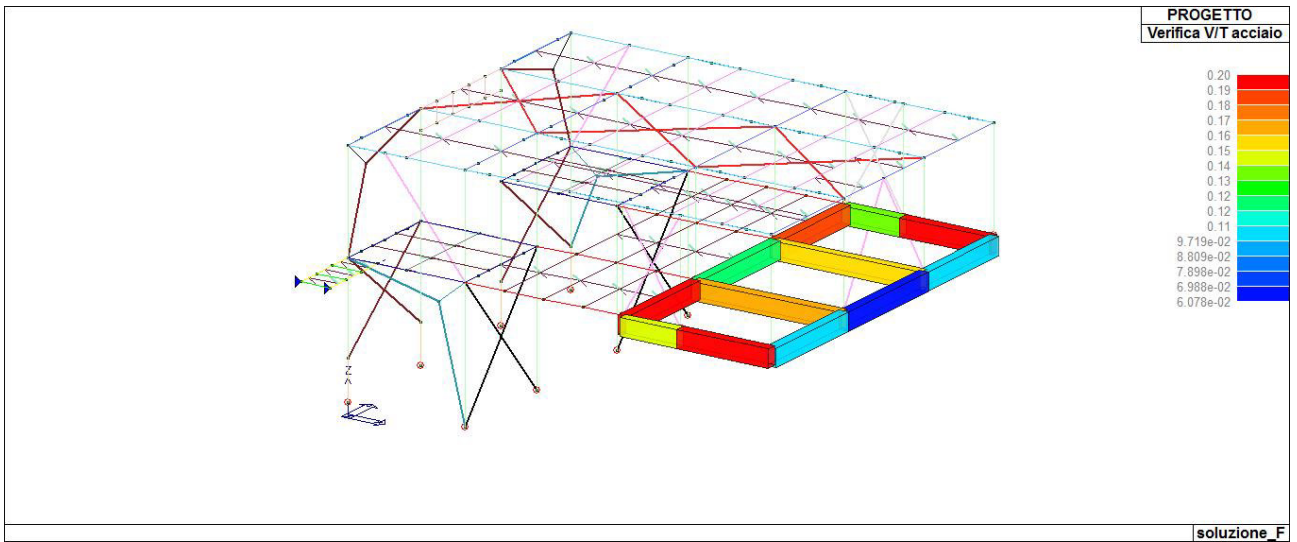 PROGETTO
Verifica V/T acciaio
0.20
0.19
0.18
0.17
0.16
0.14
0.13
0.12
0.12
0.11
9.719e-02
8.809e-02
7.898e-02
6.988e-02
6.078e-02
Z
soluzione_F